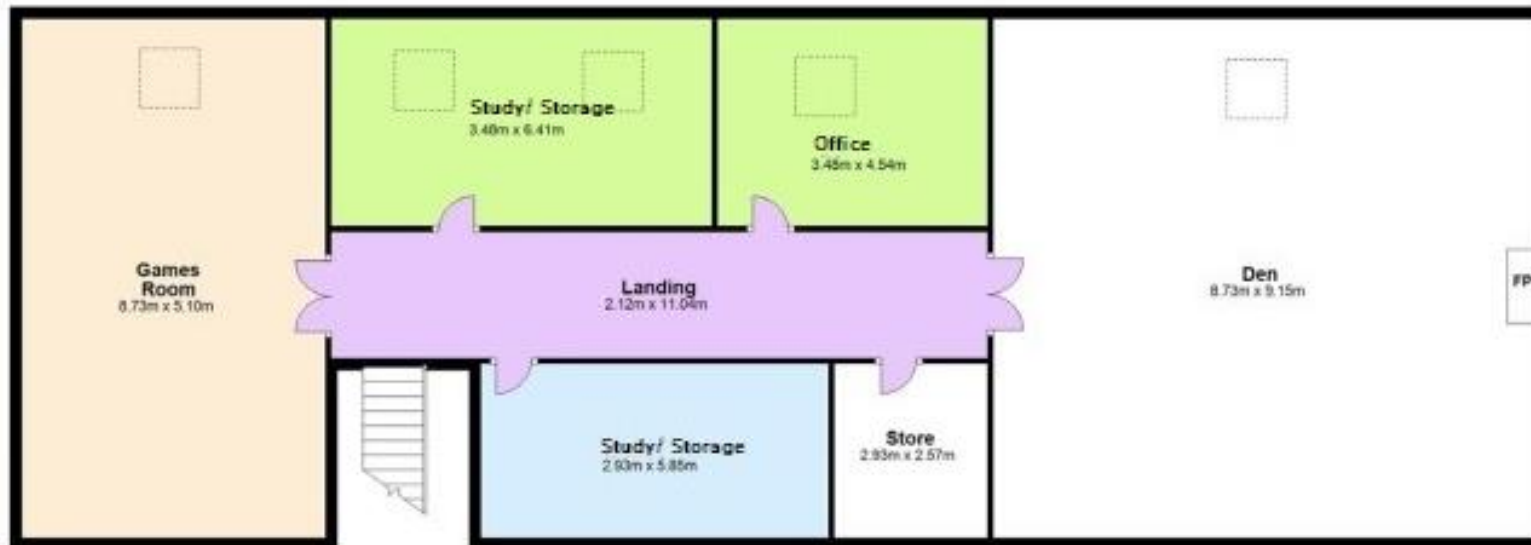 Study/ Storage
3.48m x 6.41m
Office
3.48m x 4.54m
Games
Room
8.73m x 5.10m
Landing
2.12m x 11.04m
Den
8.73m x 9.15m
FP
Study/ Storage
2.93m x 5.85m
Store
2.93m x 2.57m